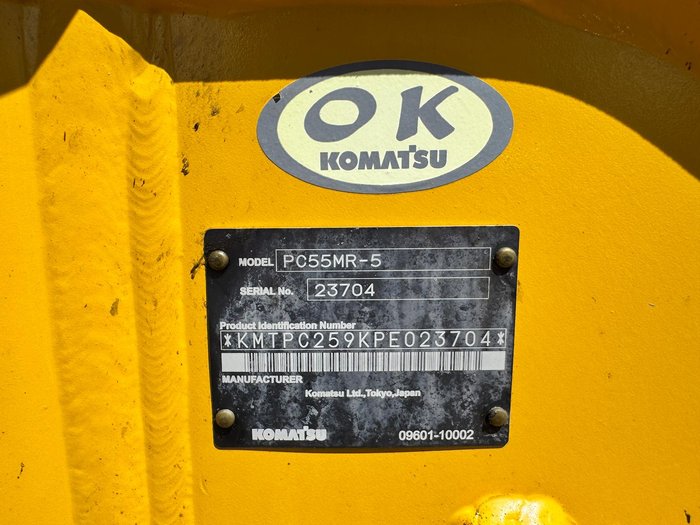 OK
KOMATSU
MODEL PC55MR-5
SERIAL No. 23704
Product Identification Number
*KMTPC259KPE023704*
MANUFACTURER
Komatsu Ltd.,Tokyo,Japan
KOMATSU 09601-10002